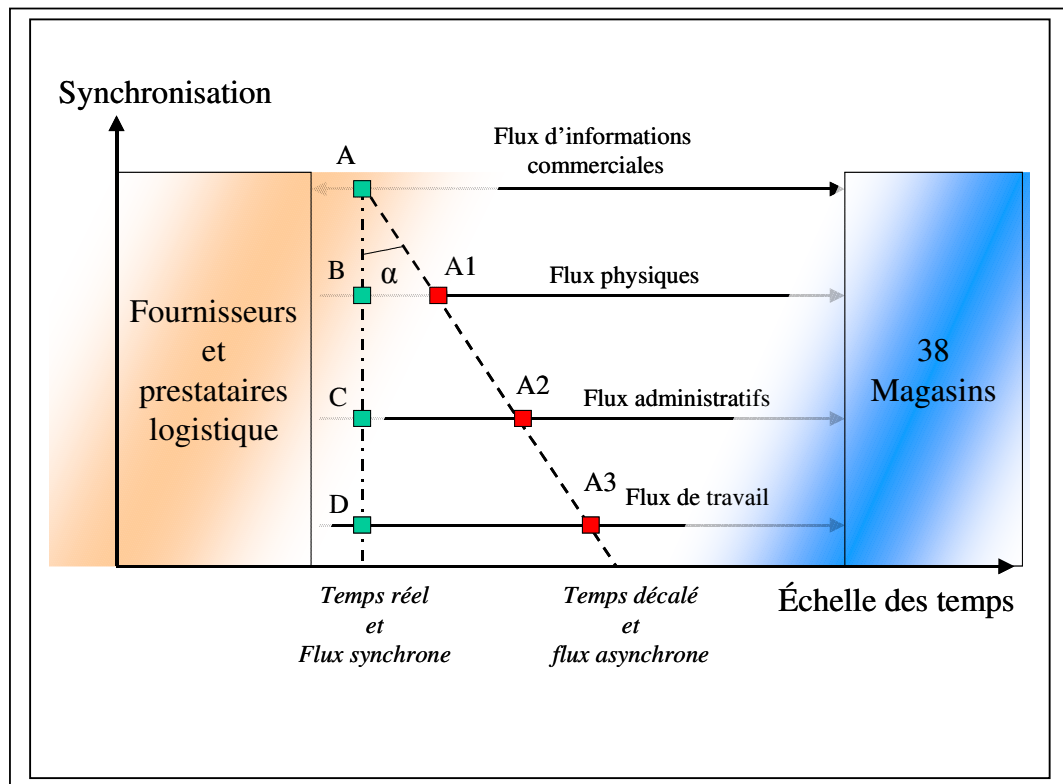 Synchronisation
Flux d’informations
commerciales
A
B
α
A1
Flux physiques
Fournisseurs
et
prestataires
logistique
38
Magasins
C
A2
Flux administratifs
D
A3
Flux de travail
Échelle des temps
Temps réel
et
Flux synchrone
Temps décalé
et
flux asynchrone